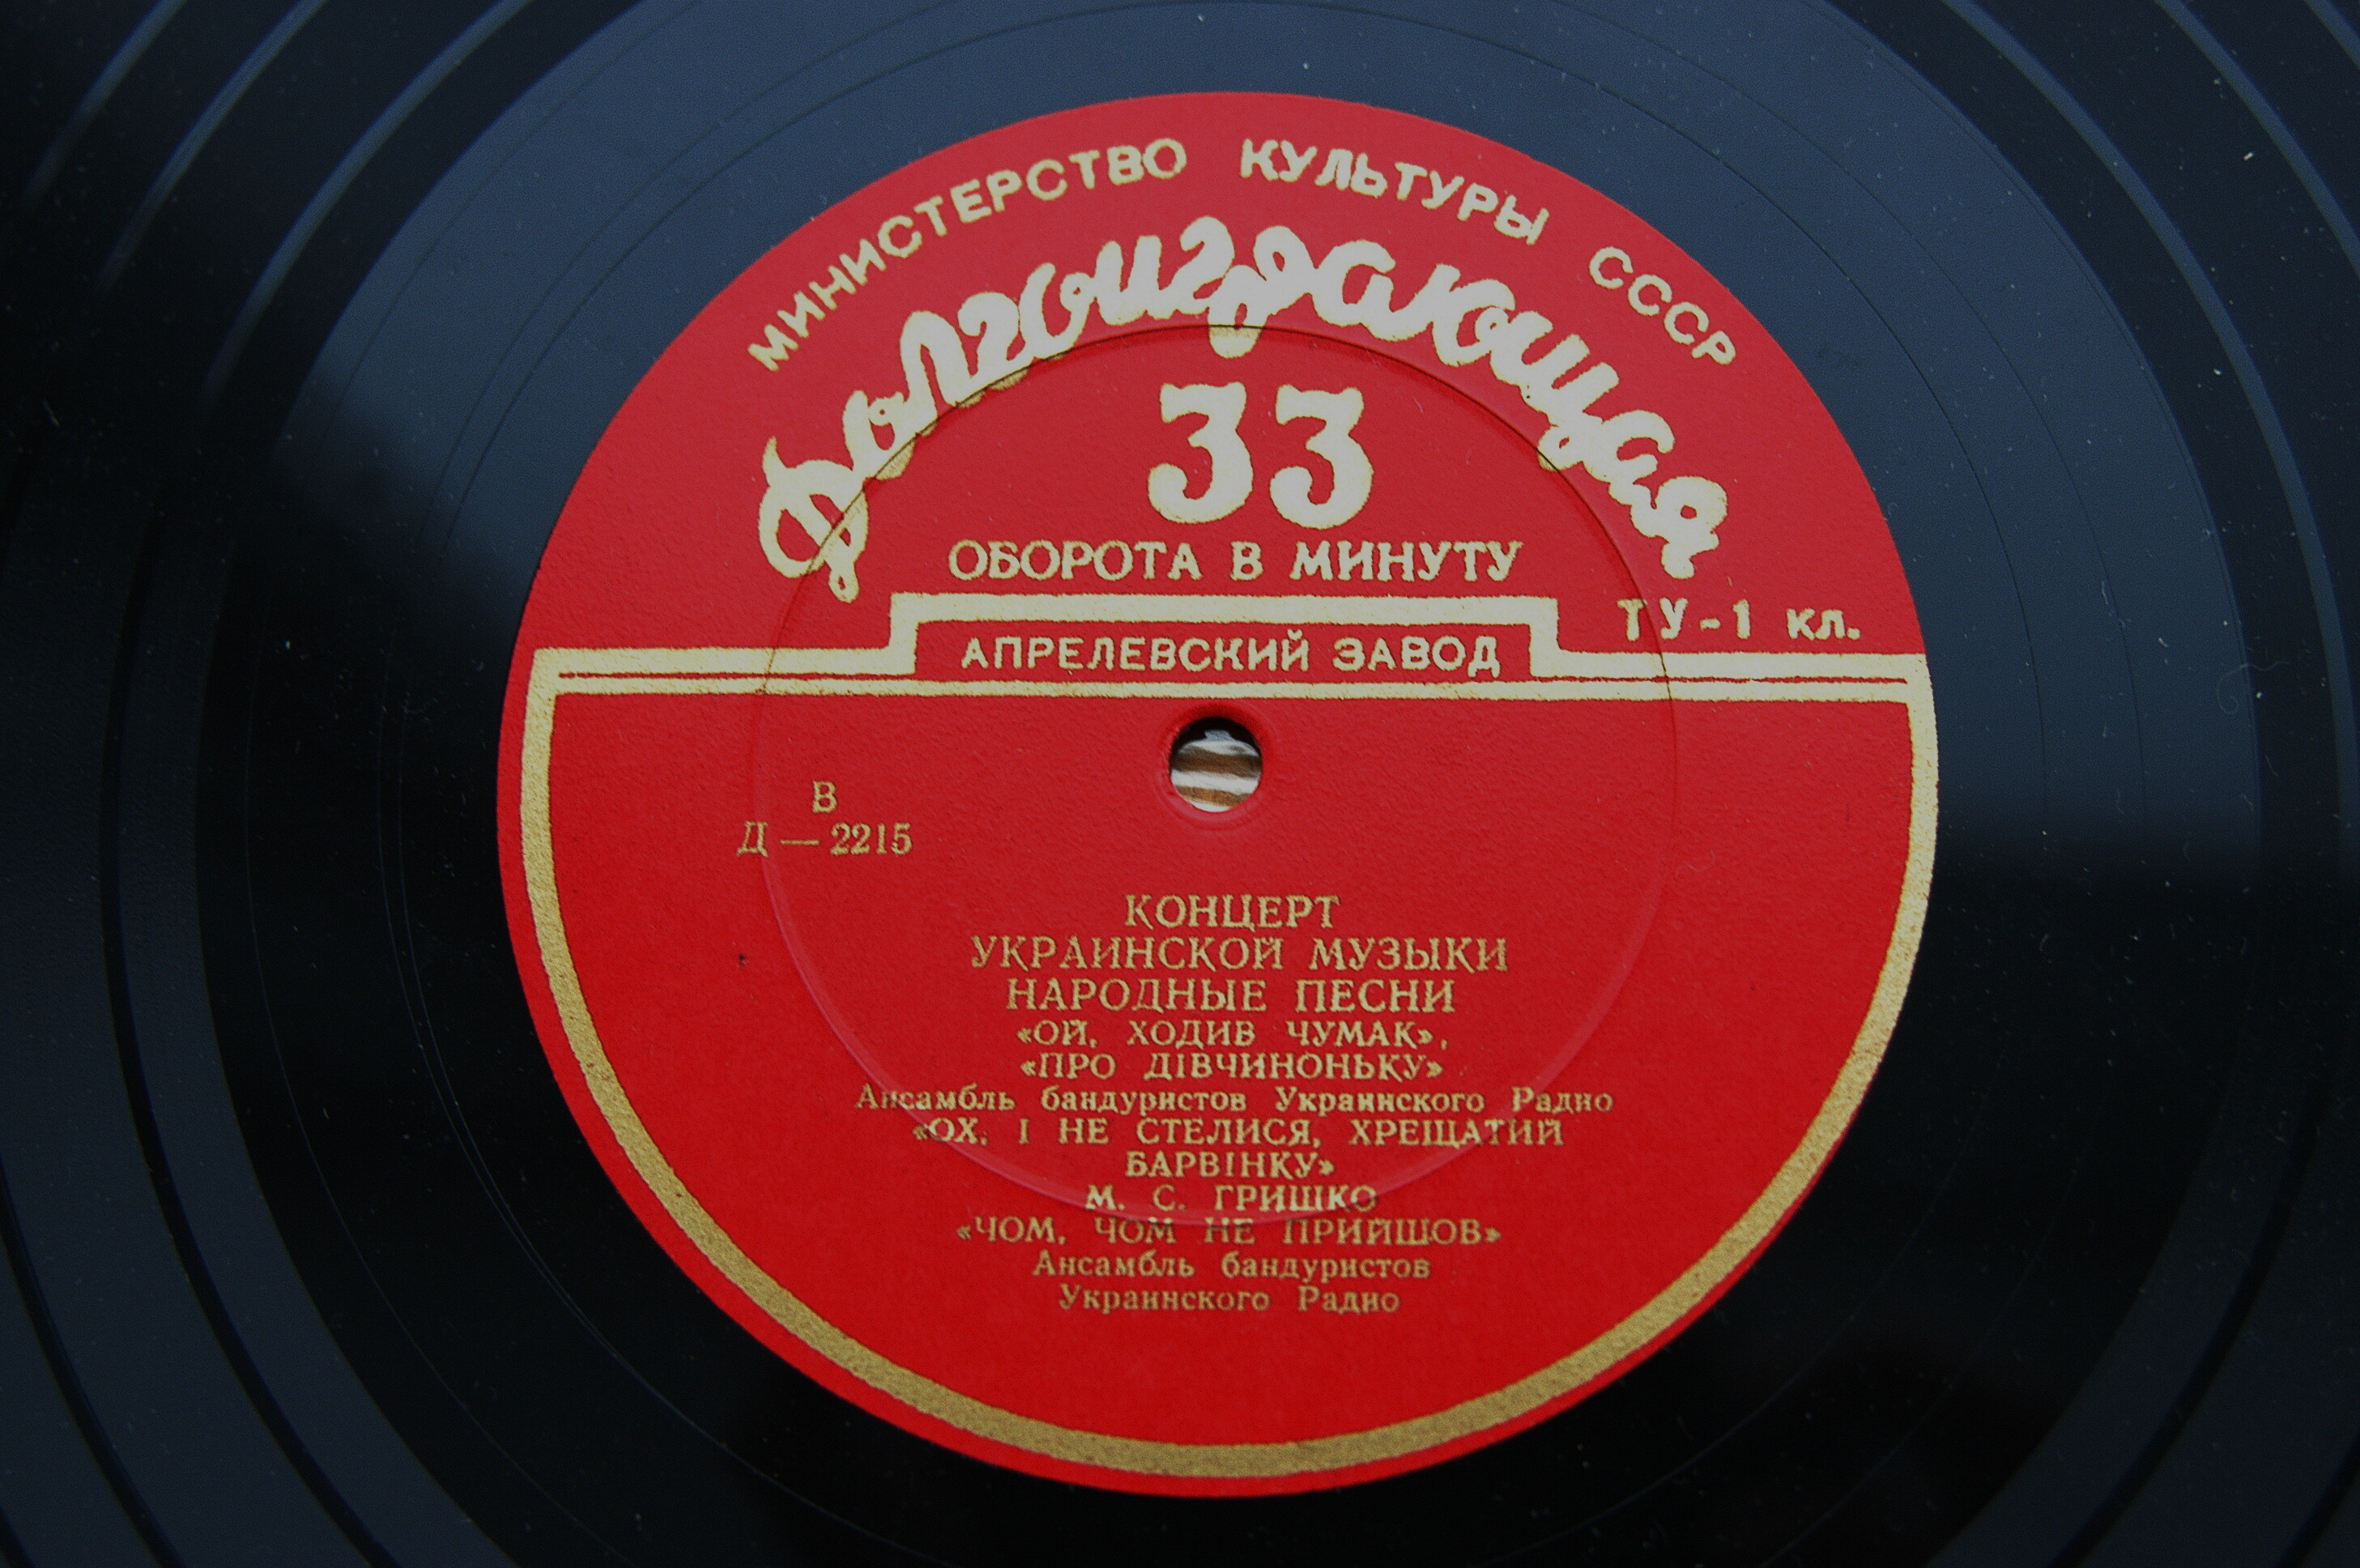 МИНИСТЕРСТВО КУЛЬТУРЫ СССР
Долгоиграющая
33
ОБОРОТА В МИНУТУ
ТУ-1 кл.
АПРЕЛЕВСКИЙ ЗАВОД
В
Д — 2215
КОНЦЕРТ
УКРАИНСКОЙ МУЗЫКИ
НАРОДНЫЕ ПЕСНИ
«ОЙ, ХОДИВ ЧУМАК»,
«ПРО ДІВЧИНОНЬКУ»
Ансамбль бандуристов Украинского Радио
«ОХ, І НЕ СТЕЛИСЯ, ХРЕЩАТИЙ
БАРВІНКУ»
М. С. ГРИШКО
«ЧОМ, ЧОМ НЕ ПРИЙШОВ»
Ансамбль бандуристов
Украинского Радио